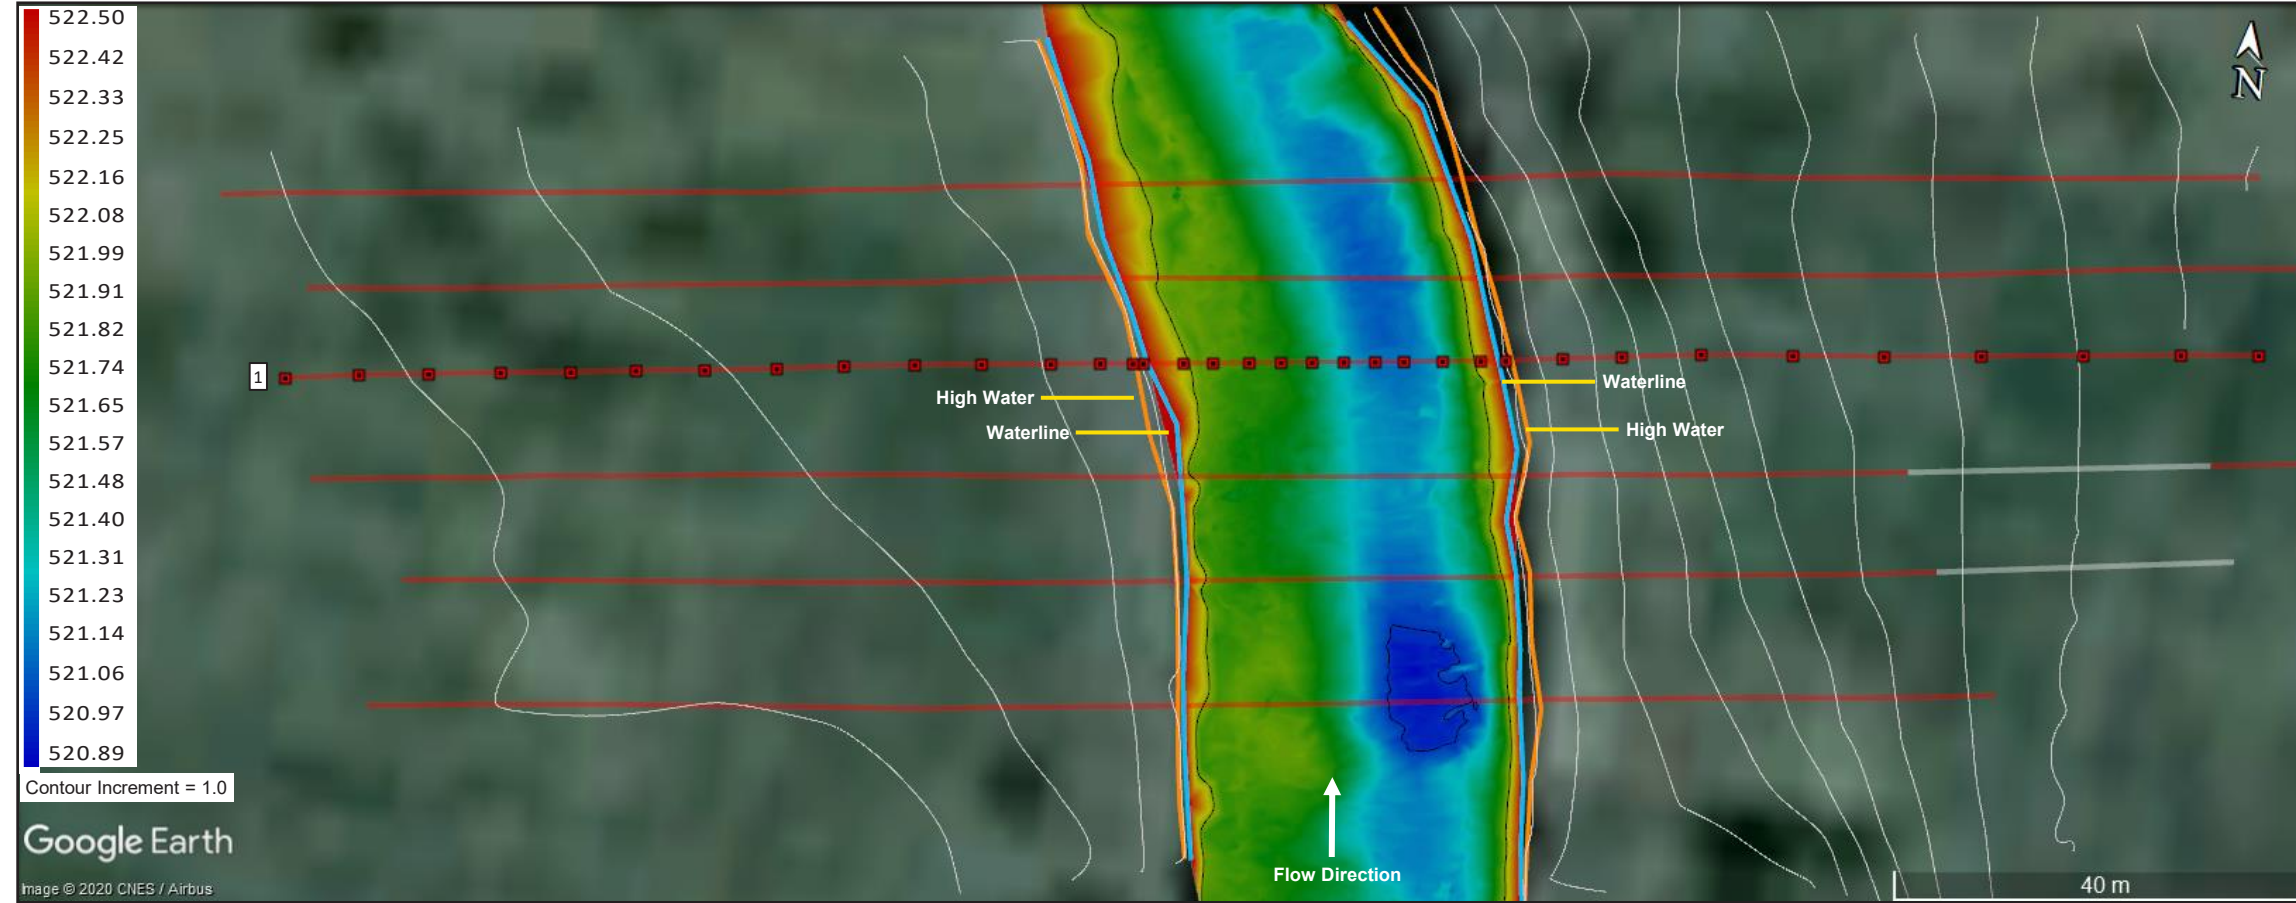 522.50
522.42
522.33
522.25
522.16
522.08
521.99
521.91
521.82
521.74
521.65
521.57
521.48
521.40
521.31
521.23
521.14
521.06
520.97
520.89
Contour Increment = 1.0
N
1
High Water
Waterline
Waterline
High Water
Flow Direction
Google Earth
Image © 2020 CNES / Airbus
40 m